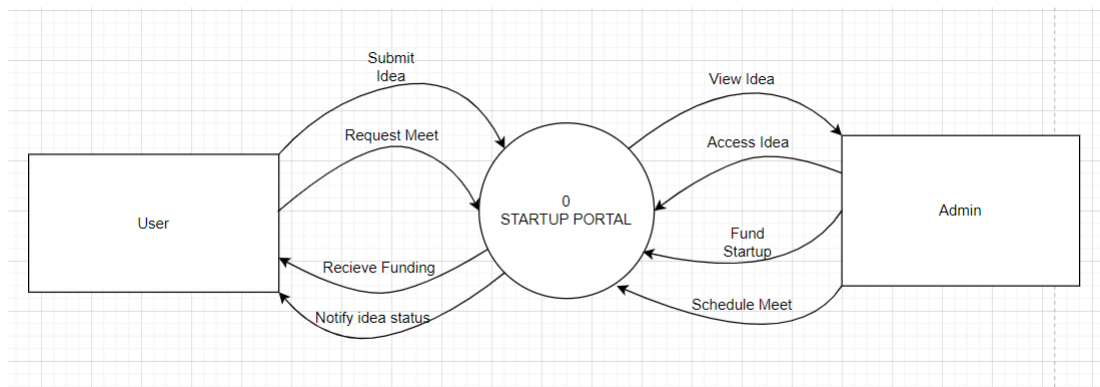 Submit
Idea
View Idea
Request Meet
Access Idea
0
STARTUP PORTAL
User
Admin
Fund
Startup
Recieve Funding
Schedule Meet
Notify idea status